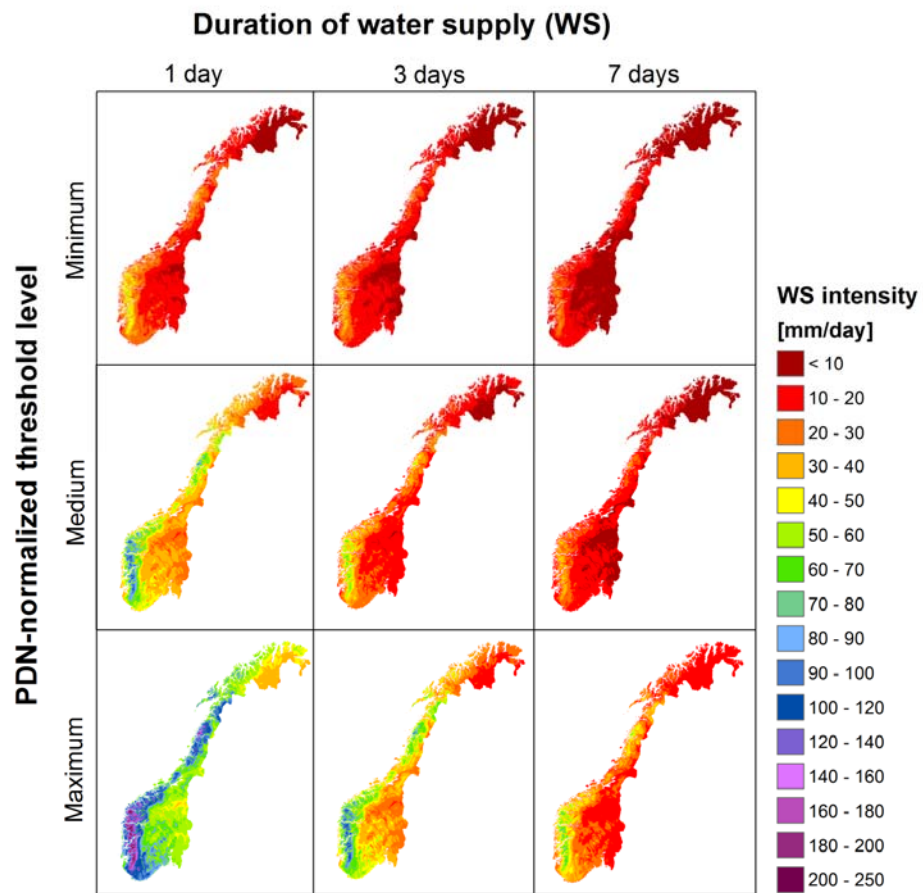 Duration of water supply (WS)
1 day
3 days
7 days
PDN-normalized threshold level
Minimum
Medium
Maximum
WS intensity
[mm/day]
< 10
10 - 20
20 - 30
30 - 40
40 - 50
50 - 60
60 - 70
70 - 80
80 - 90
90 - 100
100 - 120
120 - 140
140 - 160
160 - 180
180 - 200
200 - 250